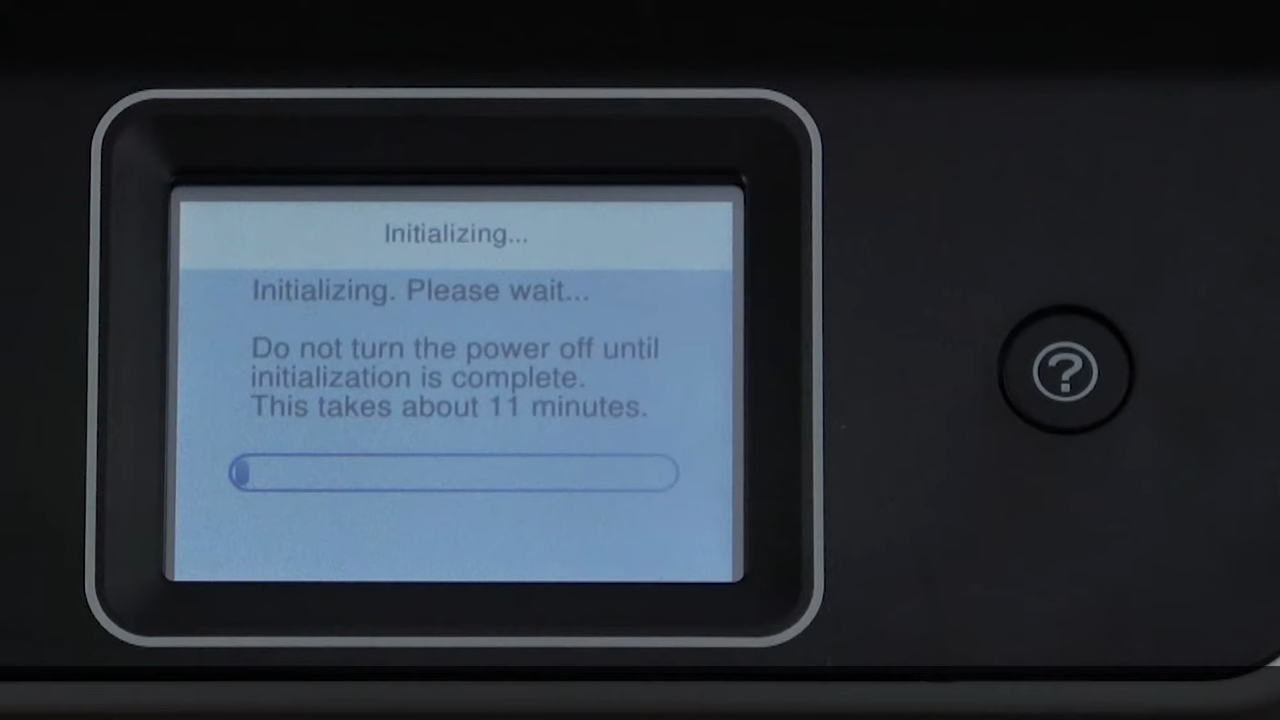 Initializing...
Initializing. Please wait...
Do not turn the power off until
initialization is complete.
This takes about 11 minutes.
?